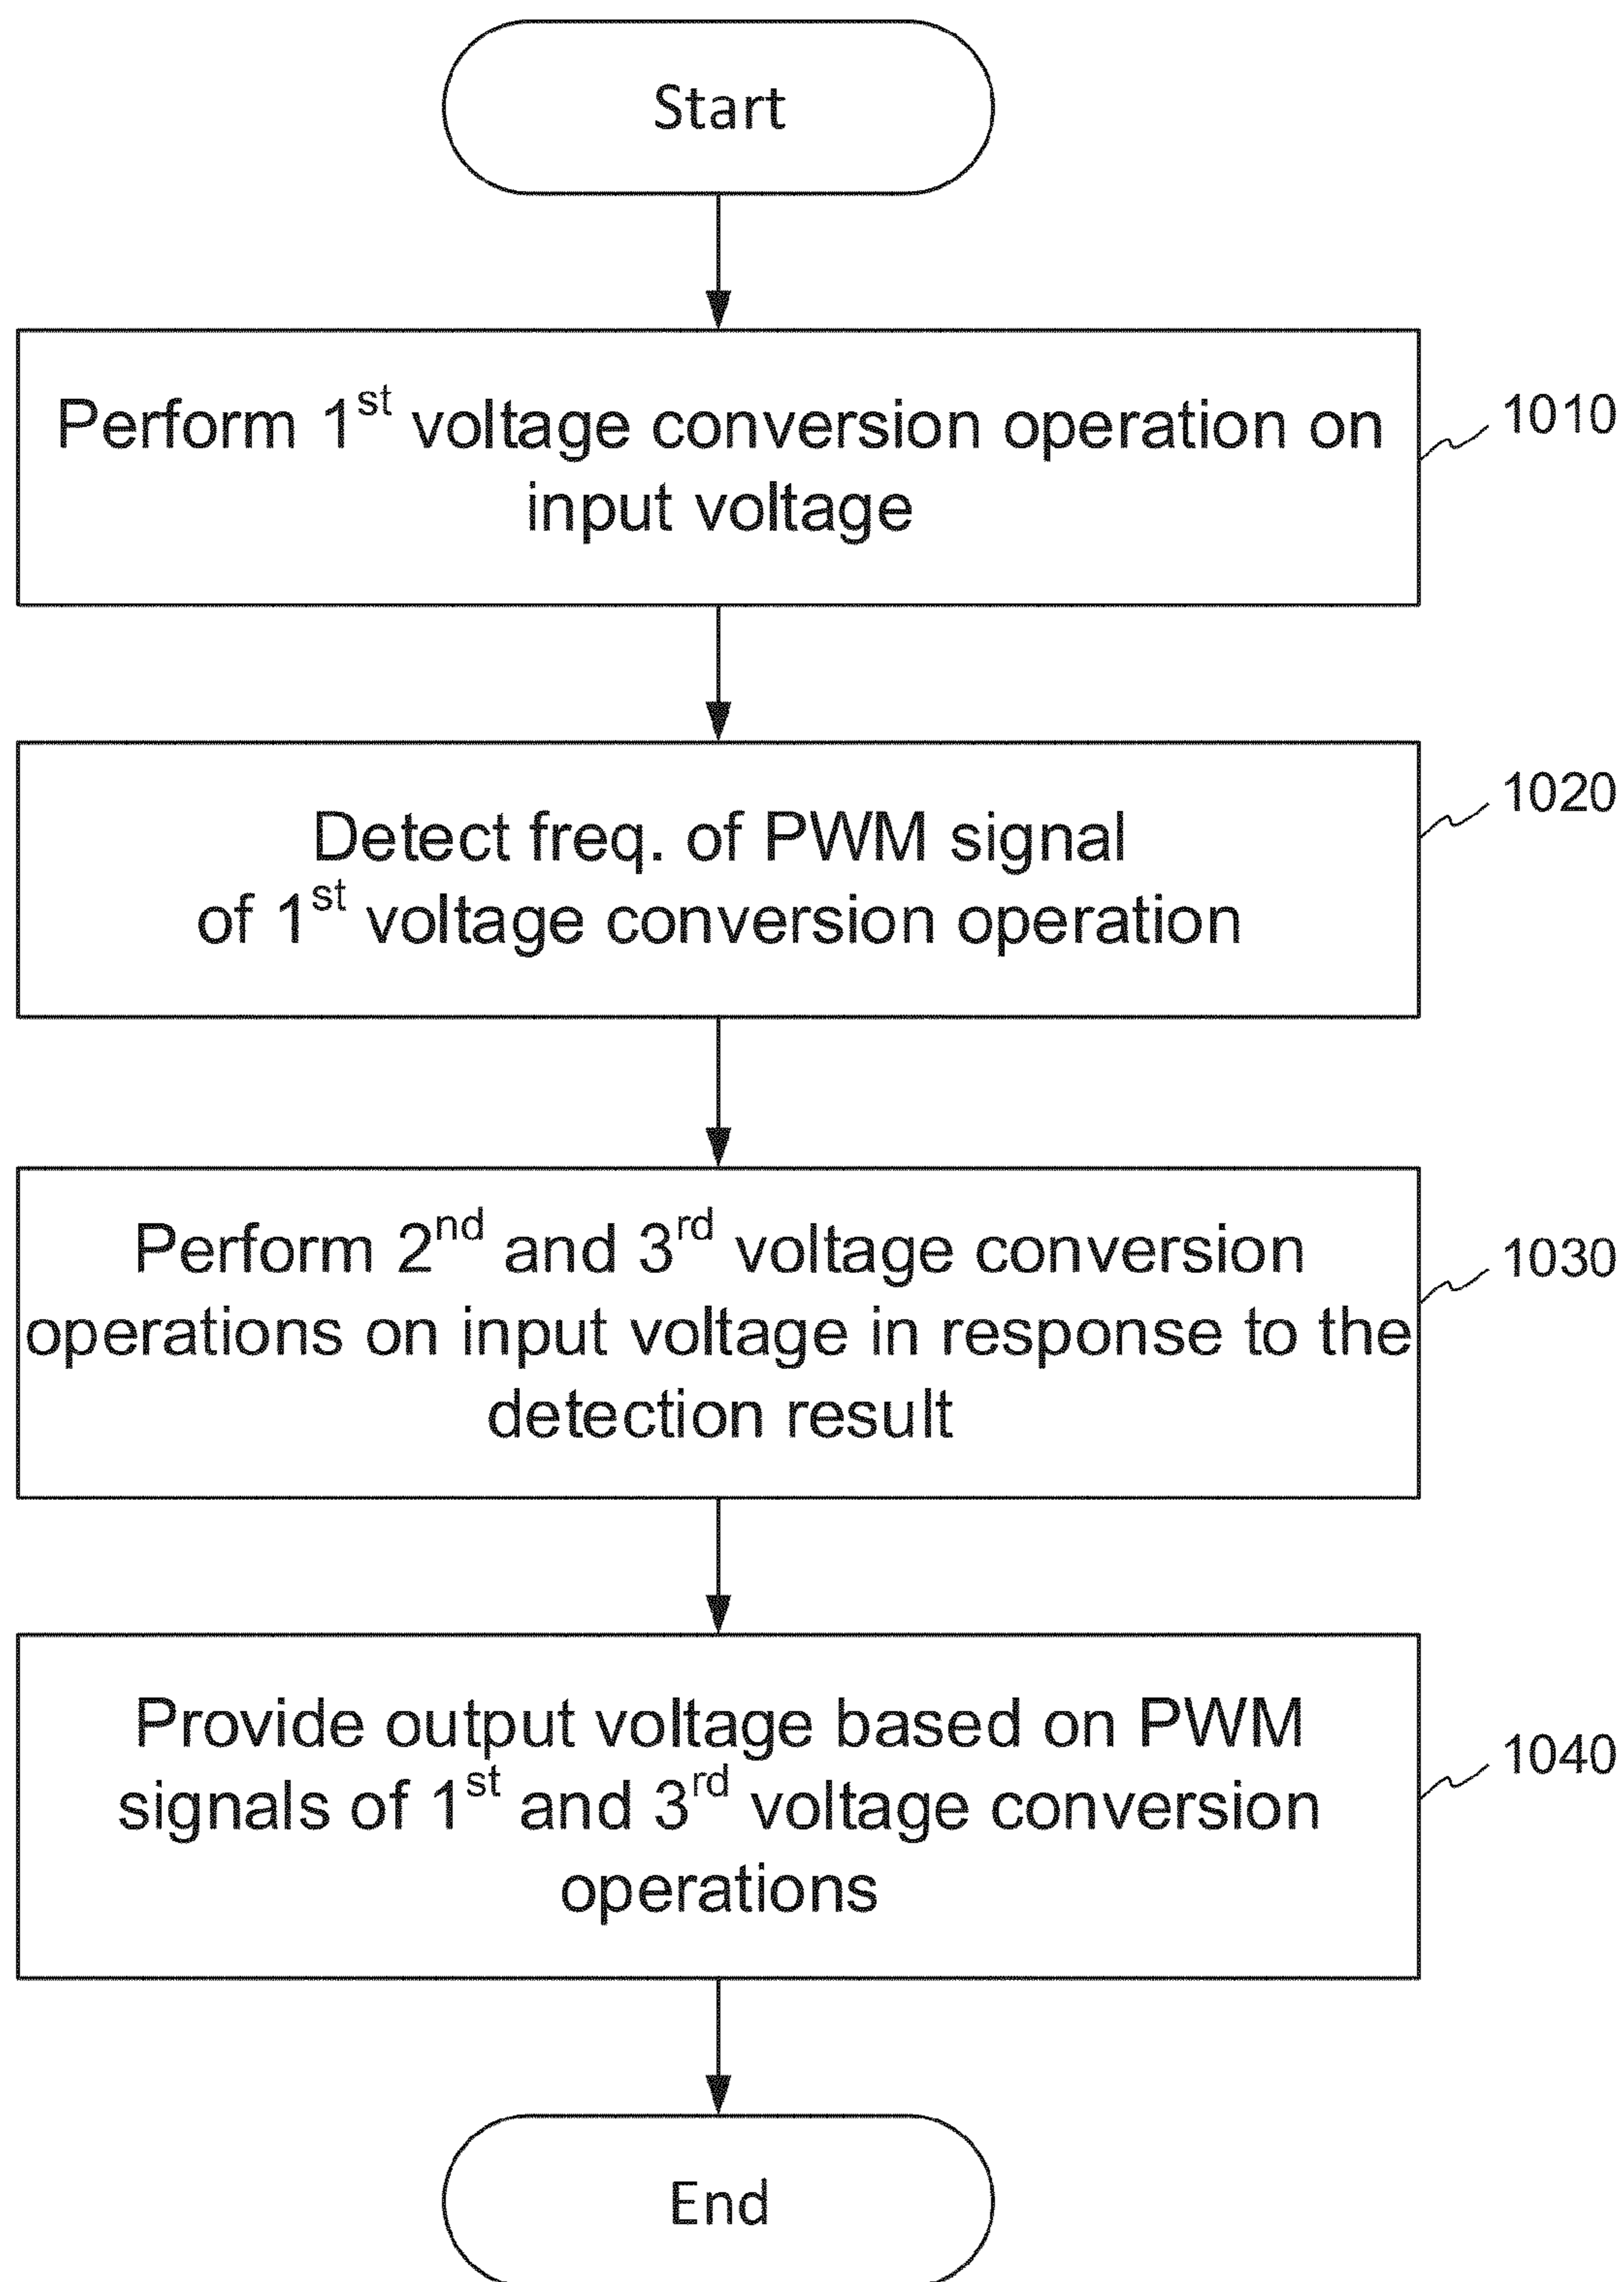 Start
Perform 1st voltage conversion operation on
input voltage
1010
Detect freq. of PWM signal
of 1st voltage conversion operation
1020
Perform 2nd and 3rd voltage conversion
operations on input voltage in response to the
detection result
1030
Provide output voltage based on PWM
signals of 1st and 3rd voltage conversion
operations
1040
End